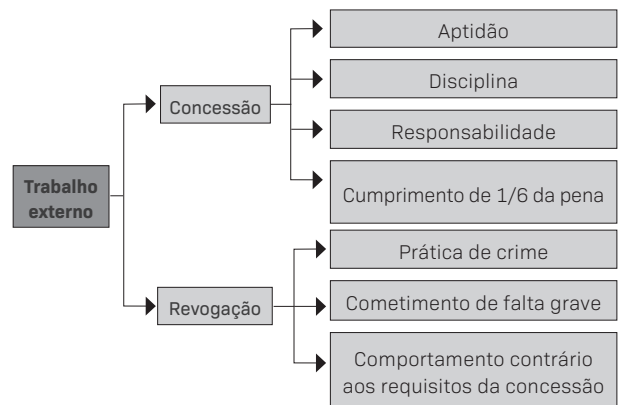 Trabalho
externo
Concessão
Aptidão
Disciplina
Responsabilidade
Cumprimento de 1/6 da pena
Revogação
Prática de crime
Cometimento de falta grave
Comportamento contrário
aos requisitos da concessão